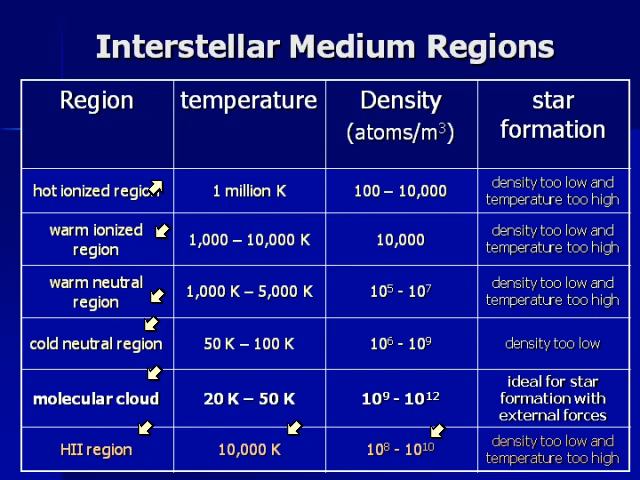 Interstellar Medium Regions
Region temperature Density (atoms/m³) star formation
hot ionized region 1 million K 100 – 10,000 density too low and temperature too high
warm ionized region 1,000 – 10,000 K 10,000 density too low and temperature too high
warm neutral region 1,000 K – 5,000 K 10⁵ - 10⁷ density too low and temperature too high
cold neutral region 50 K – 100 K 10⁶ - 10⁹ density too low
molecular cloud 20 K – 50 K 10⁹ - 10¹² ideal for star formation with external forces
HII region 10,000 K 10⁸ - 10¹⁰ density too low and temperature too high